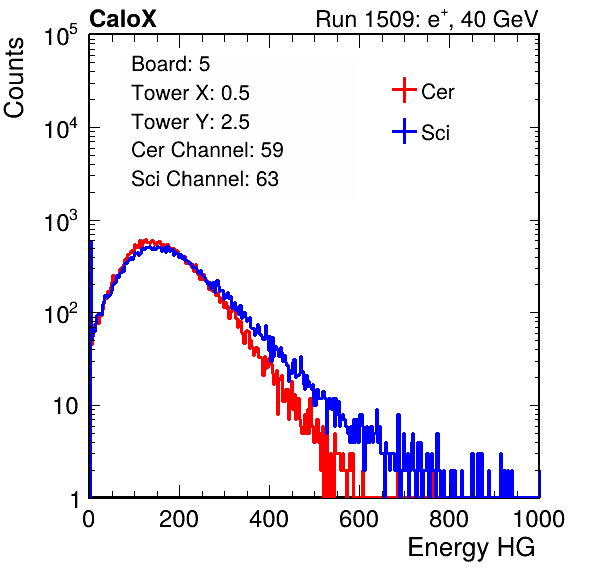 CaloX Run 1509: e⁺, 40 GeV
Counts
Board: 5
Tower X: 0.5
Tower Y: 2.5
Cer Channel: 59
Sci Channel: 63
Cer
Sci
10⁵
10⁴
10³
10²
10
1
0 200 400 600 800 1000
Energy HG